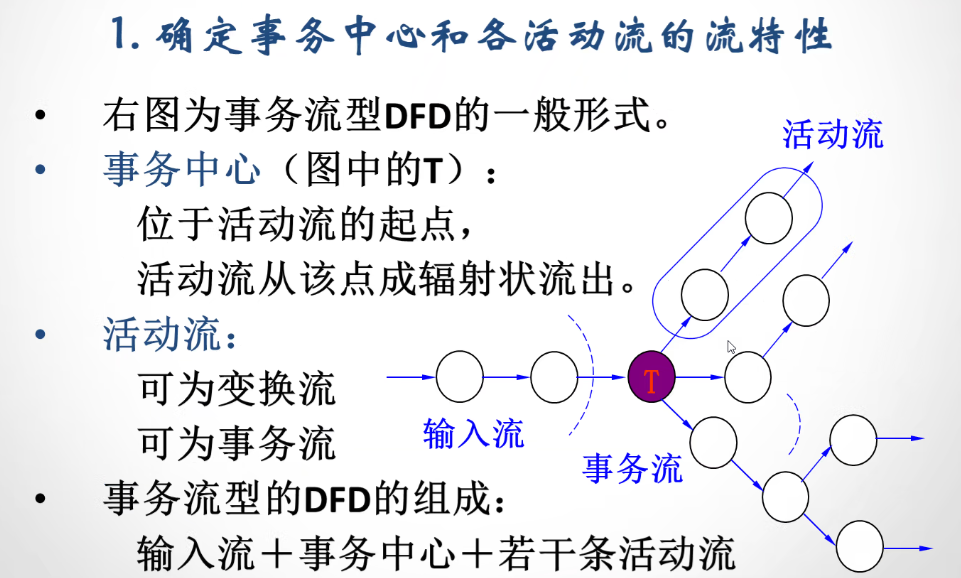 1. 确定事务中心和各活动流的流特性
• 右图为事务流型DFD的一般形式。
• 事务中心（图中的T）：
位于活动流的起点，
活动流从该点成辐射状流出。
• 活动流：
可为变换流
可为事务流
• 事务流型的DFD的组成：
输入流＋事务中心＋若干条活动流
活动流
T
输入流
事务流